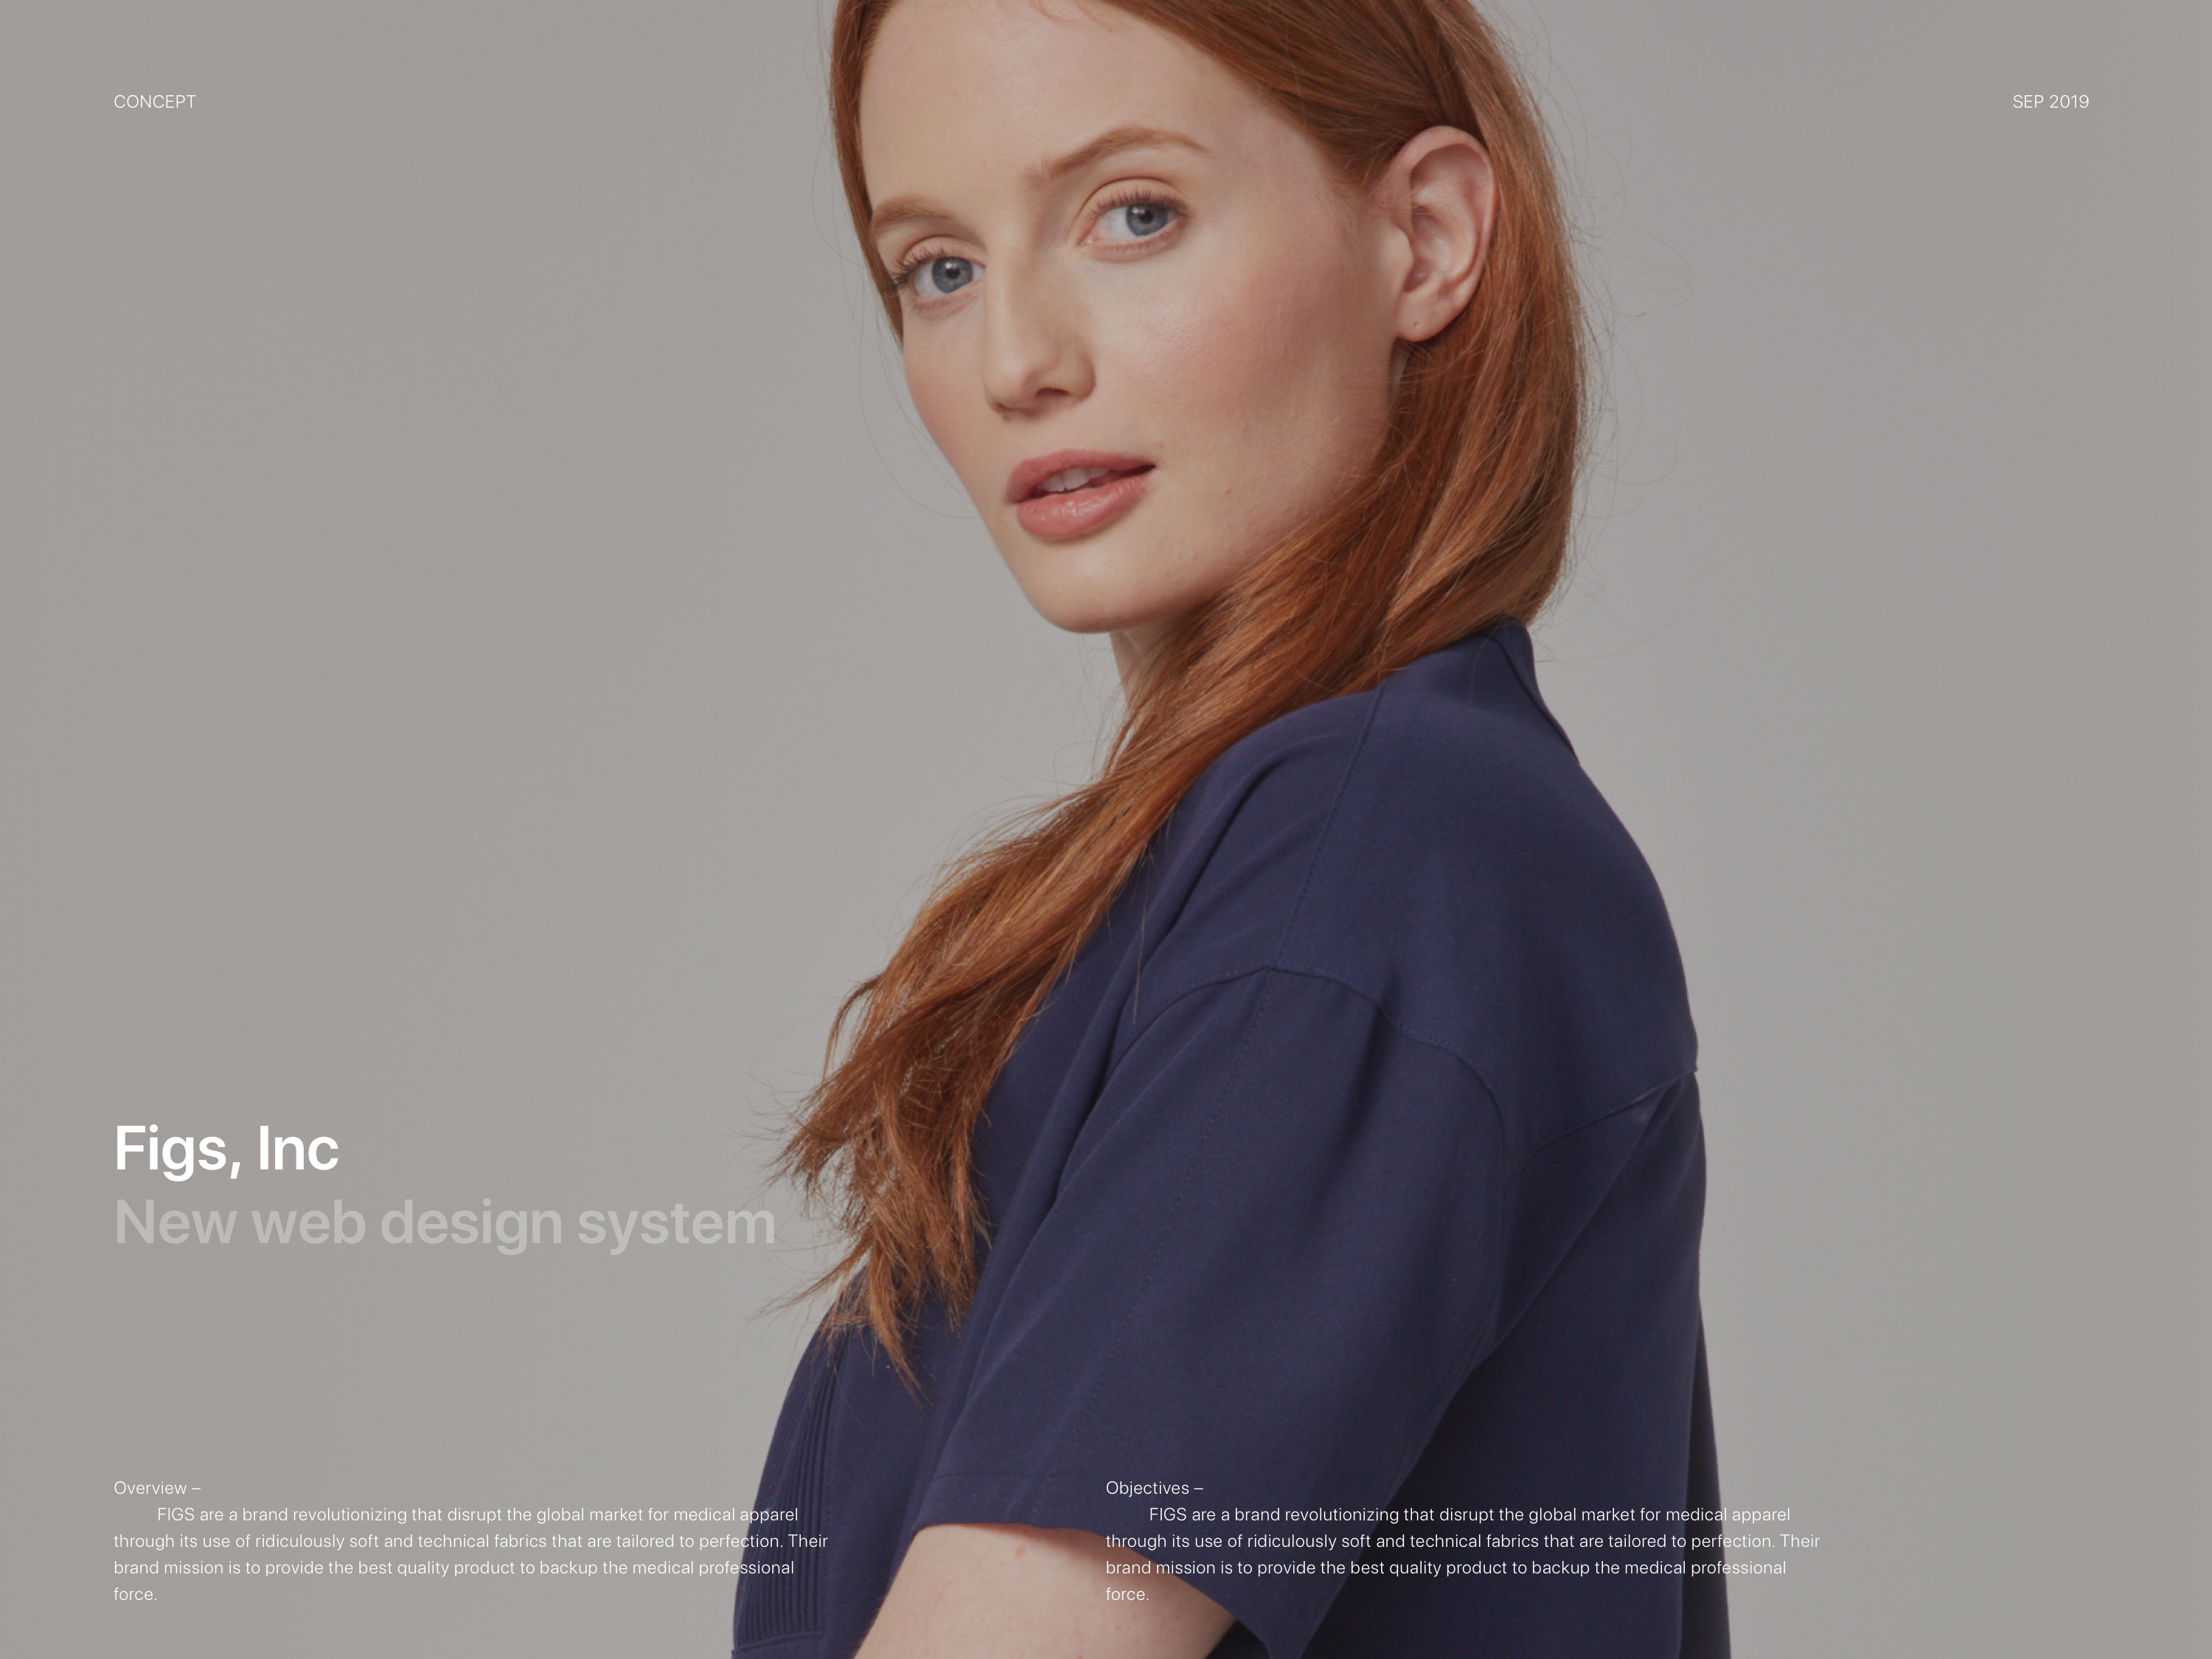 CONCEPT
SEP 2019
Figs, Inc
New web design system
Overview –
FIGS are a brand revolutionizing that disrupt the global market for medical apparel
through its use of ridiculously soft and technical fabrics that are tailored to perfection. Their
brand mission is to provide the best quality product to backup the medical professional
force.
Objectives –
FIGS are a brand revolutionizing that disrupt the global market for medical apparel
through its use of ridiculously soft and technical fabrics that are tailored to perfection. Their
brand mission is to provide the best quality product to backup the medical professional
force.